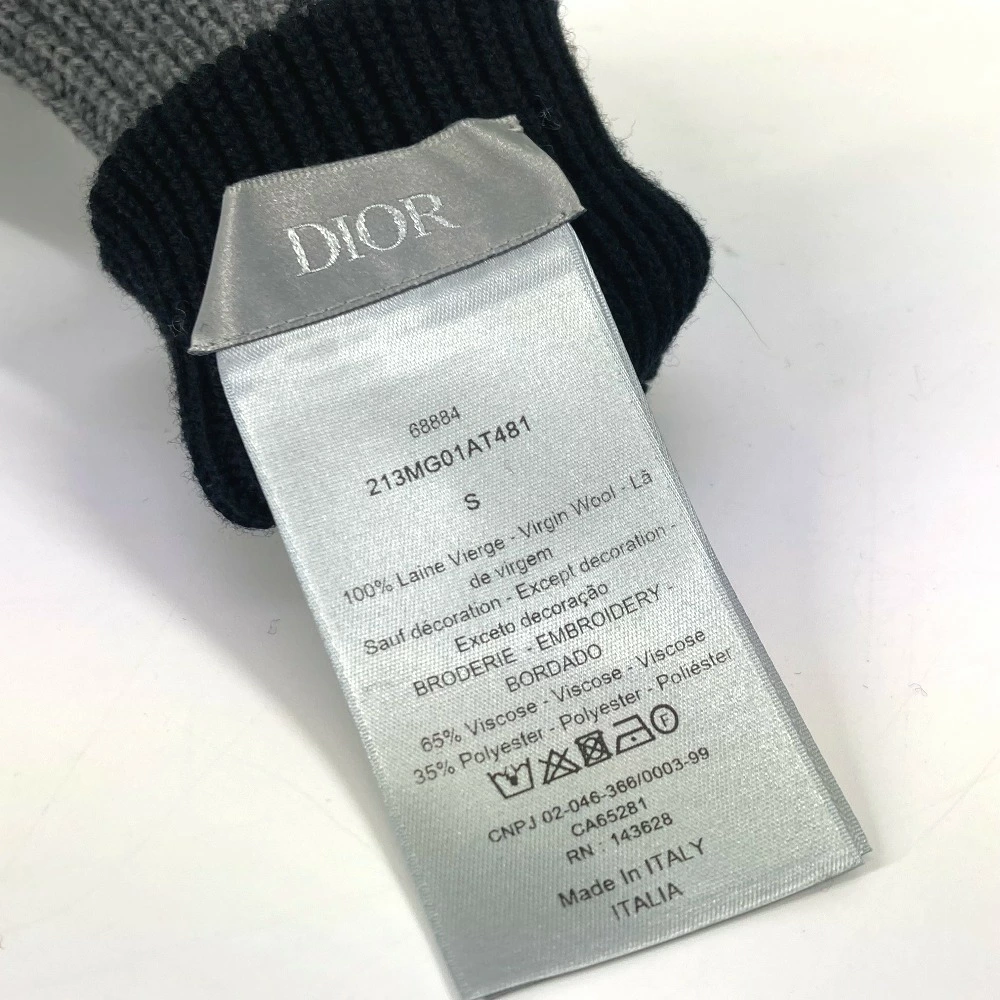 DIOR
68884
213MG01AT481
S
100% Laine Vierge - Virgin Wool - Lã
de virgem
Sauf décoration - Except decoration -
Exceto decoração
BRODERIE - EMBROIDERY -
BORDADO
65% Viscose - Viscose - Viscose
35% Polyester - Polyester - Poliéster
F
CNPJ 02-046-366/0003-99
CA65281
RN : 143628
Made In ITALY
ITALIA